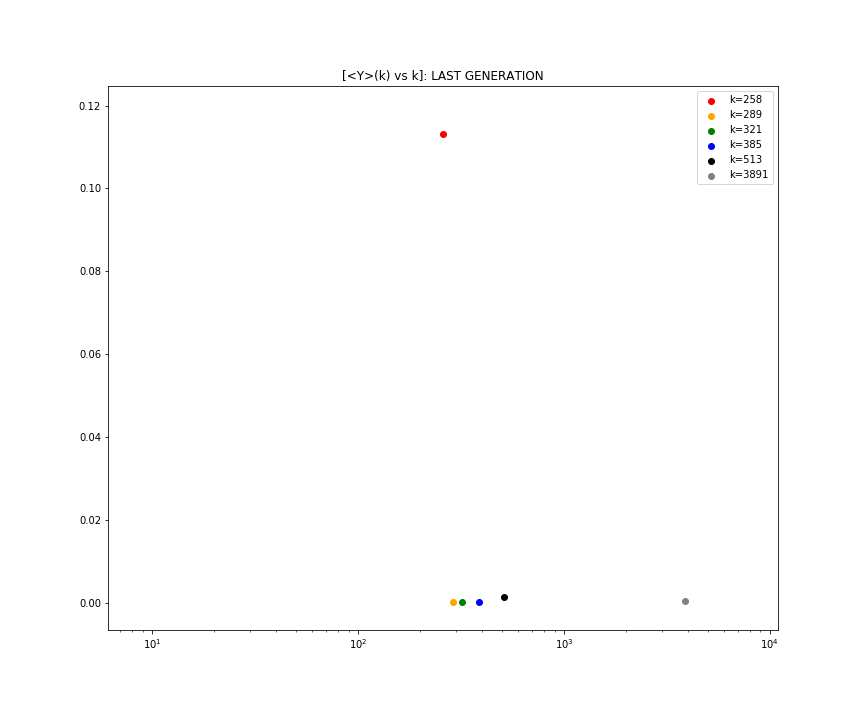 [<Y>(k) vs k]: LAST GENERATION
0.12
0.10
0.08
0.06
0.04
0.02
0.00
k=258
k=289
k=321
k=385
k=513
k=3891
10¹
10²
10³
10⁴